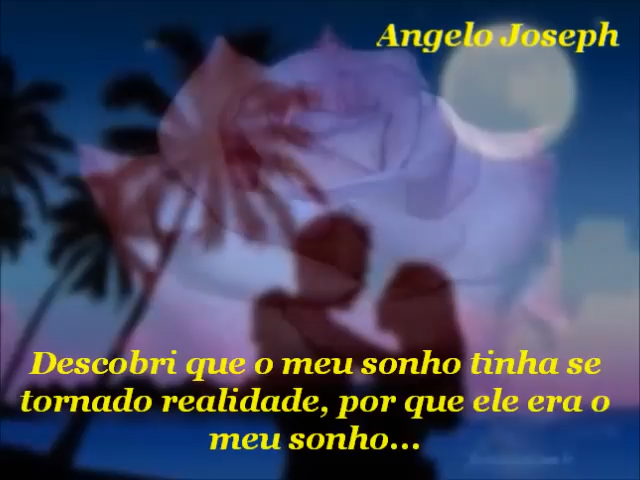 Angelo Joseph
Descobri que o meu sonho tinha se
tornado realidade, por que ele era o
meu sonho...